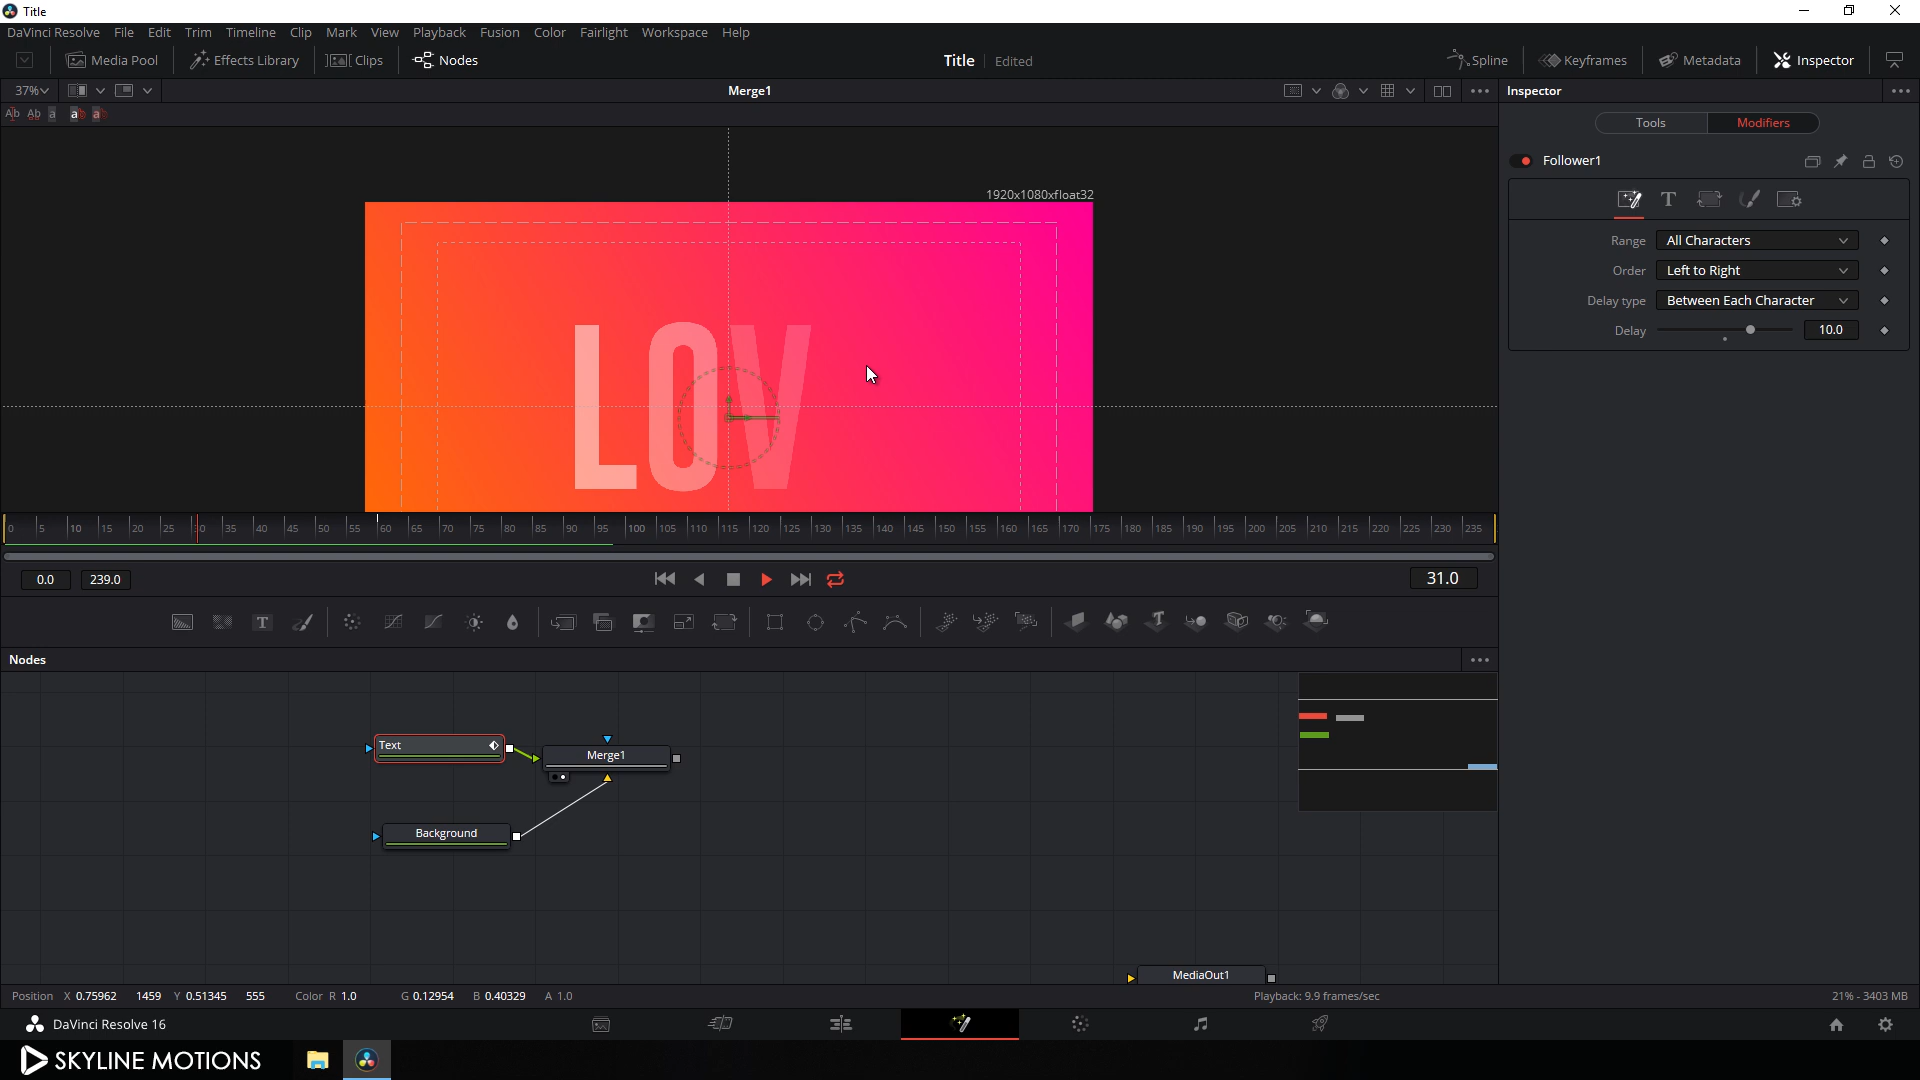 Title
DaVinci Resolve File Edit Trim Timeline Clip Mark View Playback Fusion Color Fairlight Workspace Help
Media Pool Effects Library Clips Nodes Title Edited Spline Keyframes Metadata Inspector
37% Merge1 Inspector
Tools Modifiers
Follower1
1920x1080xfloat32
Range All Characters
Order Left to Right
Delay type Between Each Character
Delay 10.0
LOV
0 5 10 15 20 25 30 35 40 45 50 55 60 65 70 75 80 85 90 95 100 105 110 115 120 125 130 135 140 145 150 155 160 165 170 175 180 185 190 195 200 205 210 215 220 225 230 235
0.0 239.0 31.0
Nodes
Text
Merge1
Background
MediaOut1
Position X 0.75962 1459 Y 0.51345 555 Color R 1.0 G 0.12954 B 0.40329 A 1.0 Playback: 9.9 frames/sec 21% - 3403 MB
DaVinci Resolve 16
SKYLINE MOTIONS